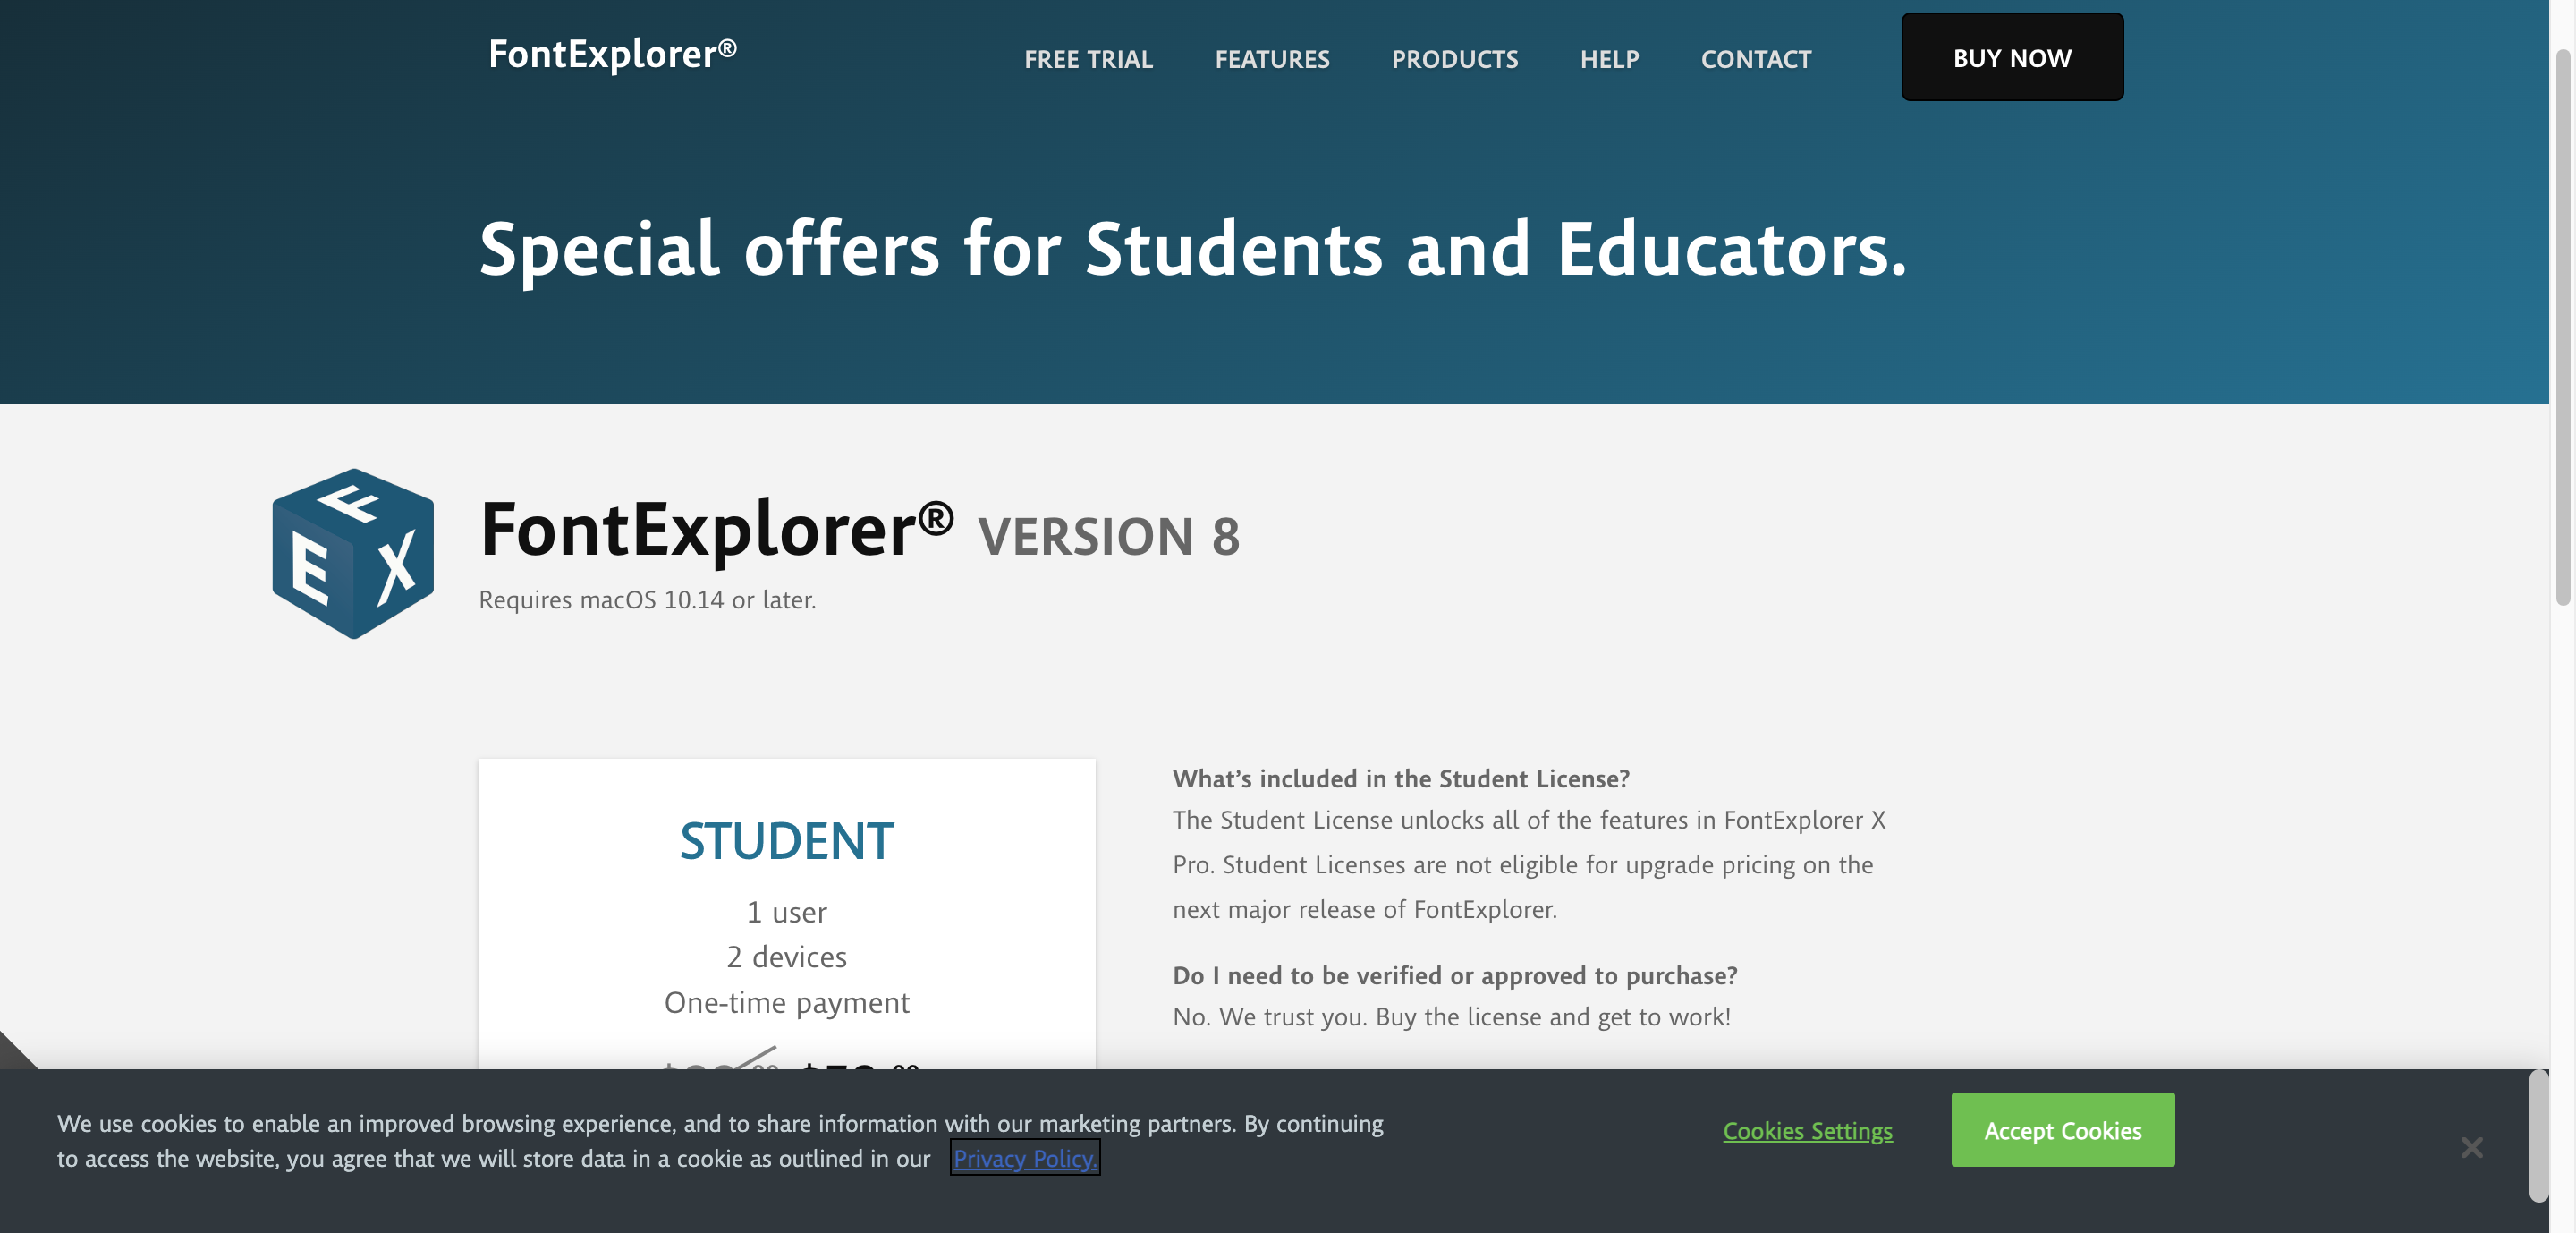 FontExplorer®
FREE TRIAL FEATURES PRODUCTS HELP CONTACT BUY NOW
Special offers for Students and Educators.
F
E X
FontExplorer® VERSION 8
Requires macOS 10.14 or later.
STUDENT
1 user
2 devices
One-time payment
What’s included in the Student License?
The Student License unlocks all of the features in FontExplorer X
Pro. Student Licenses are not eligible for upgrade pricing on the
next major release of FontExplorer.
Do I need to be verified or approved to purchase?
No. We trust you. Buy the license and get to work!
We use cookies to enable an improved browsing experience, and to share information with our marketing partners. By continuing
to access the website, you agree that we will store data in a cookie as outlined in our Privacy Policy.
Cookies Settings
Accept Cookies